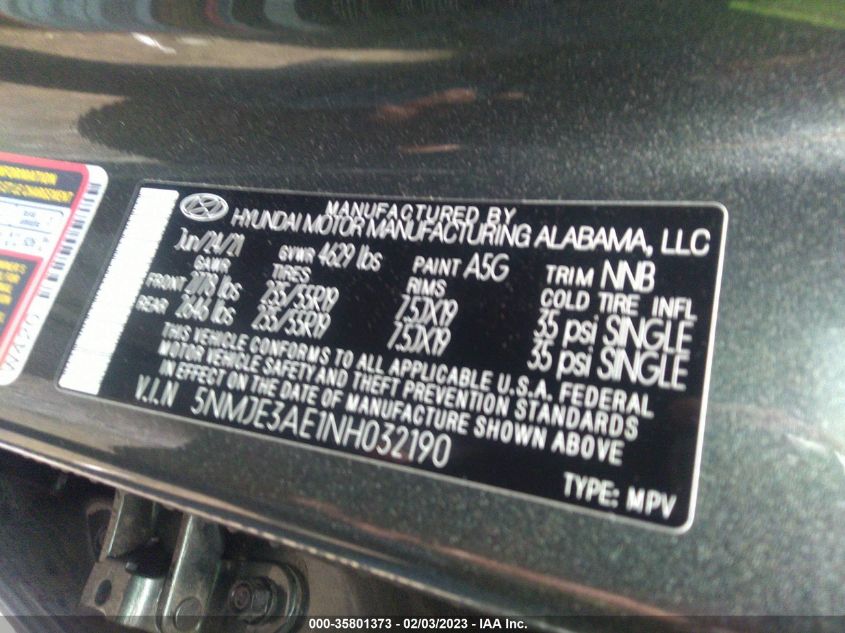 MANUFACTURED BY
HYUNDAI MOTOR MANUFACTURING ALABAMA, LLC
Jun/24/21 GVWR 4629 lbs PAINT A5G TRIM NNB
GAWR TIRES RIMS COLD TIRE INFL
FRONT lbs 235/55R19 7.5JX19 35 psi SINGLE
REAR 2646 lbs 235/55R19 7.5JX19 35 psi SINGLE
THIS VEHICLE CONFORMS TO ALL APPLICABLE U.S.A. FEDERAL
MOTOR VEHICLE SAFETY AND THEFT PREVENTION STANDARDS
IN EFFECT ON THE DATE OF MANUFACTURE SHOWN ABOVE
V.I.N 5NMJE3AE1NH032190
TYPE: MPV
INFORMATION
000-35801373 - 02/03/2023 - IAA Inc.